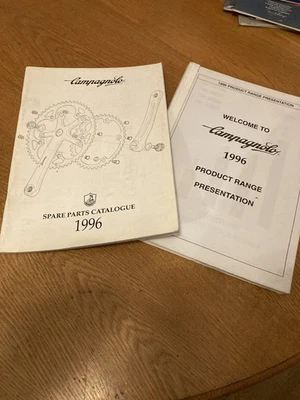 Campagnolo
SPARE PARTS CATALOGUE
1996
1996 PRODUCT RANGE PRESENTATION
WELCOME TO
Campagnolo
1996
PRODUCT RANGE
PRESENTATION